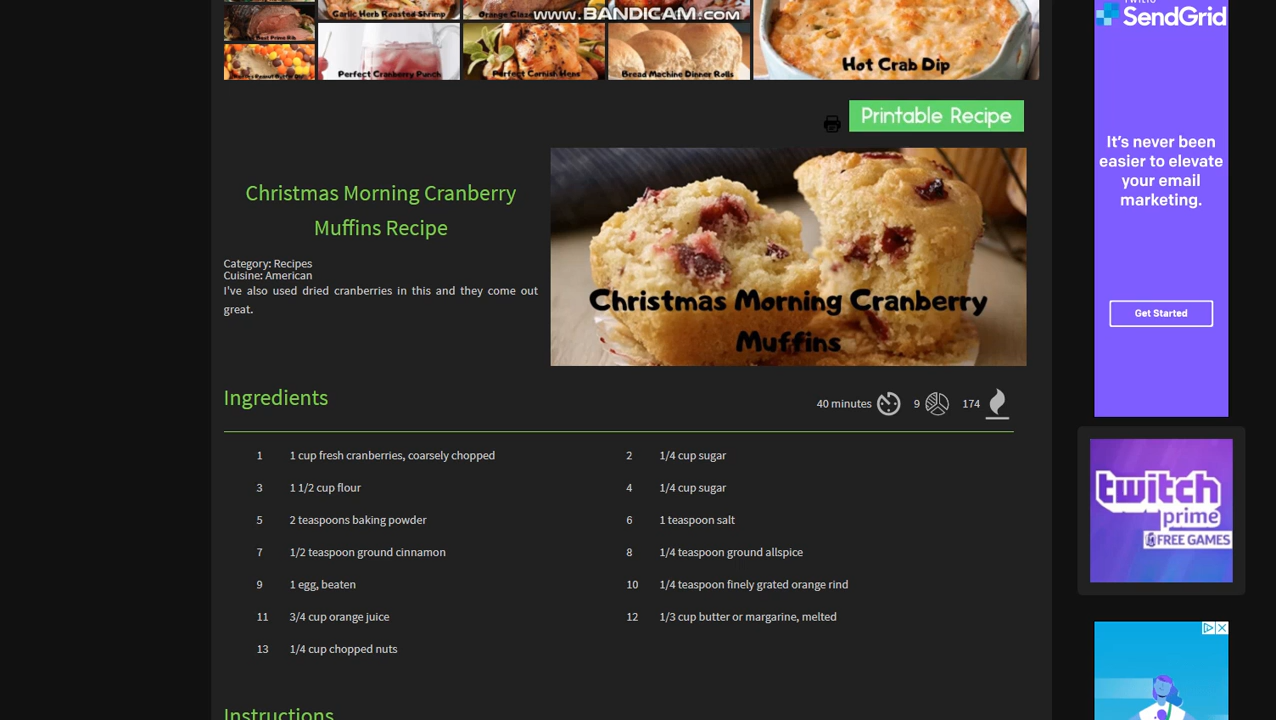 Garlic Herb Roasted Shrimp
www.BANDICAM.com
Perfect Cranberry Punch
Perfect Cornish Hens
Bread Machine Dinner Rolls
Hot Crab Dip
SendGrid
Printable Recipe
It's never been
easier to elevate
your email
marketing.
Get Started
Christmas Morning Cranberry
Muffins Recipe
Category: Recipes
Cuisine: American
I've also used dried cranberries in this and they come out
great.
Christmas Morning Cranberry
Muffins
Ingredients
40 minutes
9
174
1 1 cup fresh cranberries, coarsely chopped
2 1/4 cup sugar
3 1 1/2 cup flour
4 1/4 cup sugar
5 2 teaspoons baking powder
6 1 teaspoon salt
7 1/2 teaspoon ground cinnamon
8 1/4 teaspoon ground allspice
9 1 egg, beaten
10 1/4 teaspoon finely grated orange rind
11 3/4 cup orange juice
12 1/3 cup butter or margarine, melted
13 1/4 cup chopped nuts
twitch
prime
FREE GAMES
Instructions